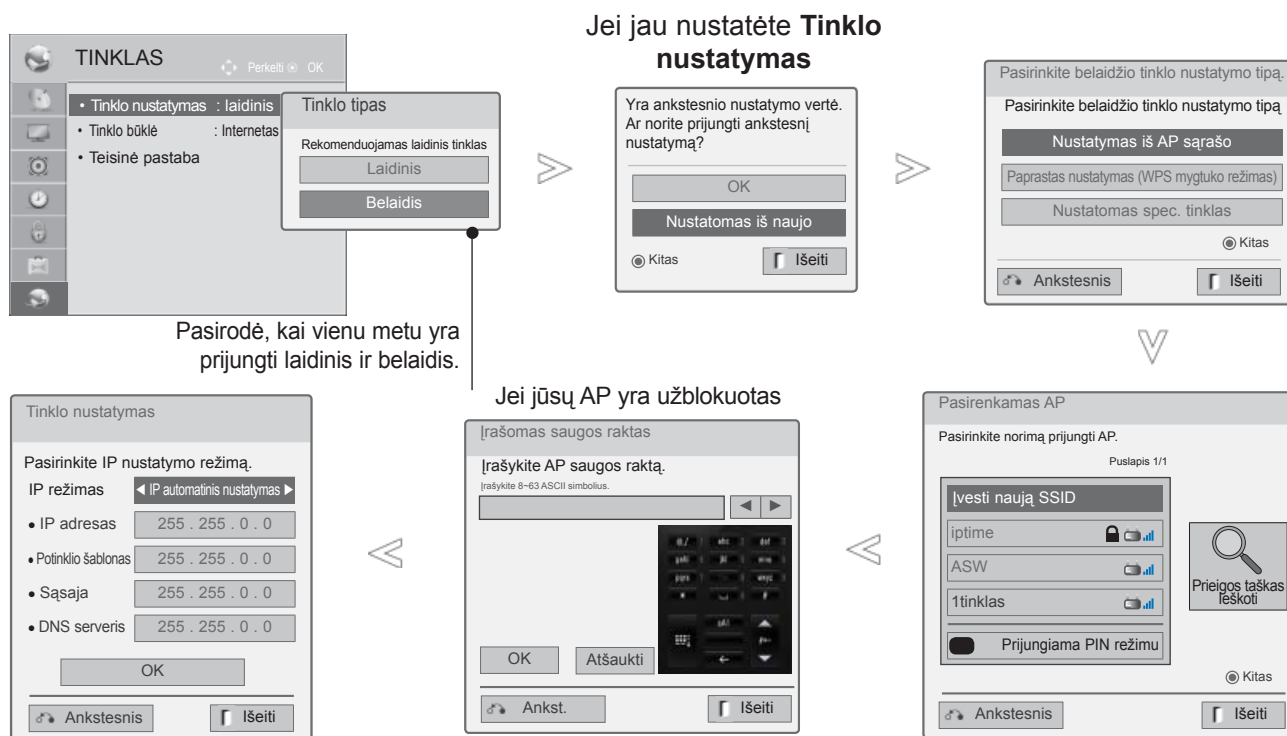 TINKLAS
Perkelti OK
• Tinklo nustatymas : laidinis
• Tinklo būklė : Internetas
• Teisinė pastaba
Tinklo tipas
Rekomenduojamas laidinis tinklas
Laidinis
Belaidis
Pasirodė, kai vienu metu yra
prijungti laidinis ir belaidis.
Jei jau nustatėte Tinklo
nustatymas
Yra ankstesnio nustatymo vertė.
Ar norite prijungti ankstesnį
nustatymą?
OK
Nustatomas iš naujo
Kitas
Išeiti
Pasirinkite belaidžio tinklo nustatymo tipą.
Pasirinkite belaidžio tinklo nustatymo tipą
Nustatymas iš AP sąrašo
Paprastas nustatymas (WPS mygtuko režimas)
Nustatomas spec. tinklas
Kitas
Ankstesnis
Išeiti
Pasirenkamas AP
Pasirinkite norimą prijungti AP.
Puslapis 1/1
Įvesti naują SSID
iptime
ASW
1tinklas
Prijungiama PIN režimu
Prieigos taškas
Ieškoti
Kitas
Ankstesnis
Išeiti
Jei jūsų AP yra užblokuotas
Įrašomas saugos raktas
Įrašykite AP saugos raktą.
Įrašykite 8~63 ASCII simbolius.
OK
Atšaukti
Ankst.
Išeiti
Tinklo nustatymas
Pasirinkite IP nustatymo režimą.
IP režimas ◀ IP automatinis nustatymas ▶
• IP adresas 255 . 255 . 0 . 0
• Potinklio šablonas 255 . 255 . 0 . 0
• Sąsaja 255 . 255 . 0 . 0
• DNS serveris 255 . 255 . 0 . 0
OK
Ankstesnis
Išeiti